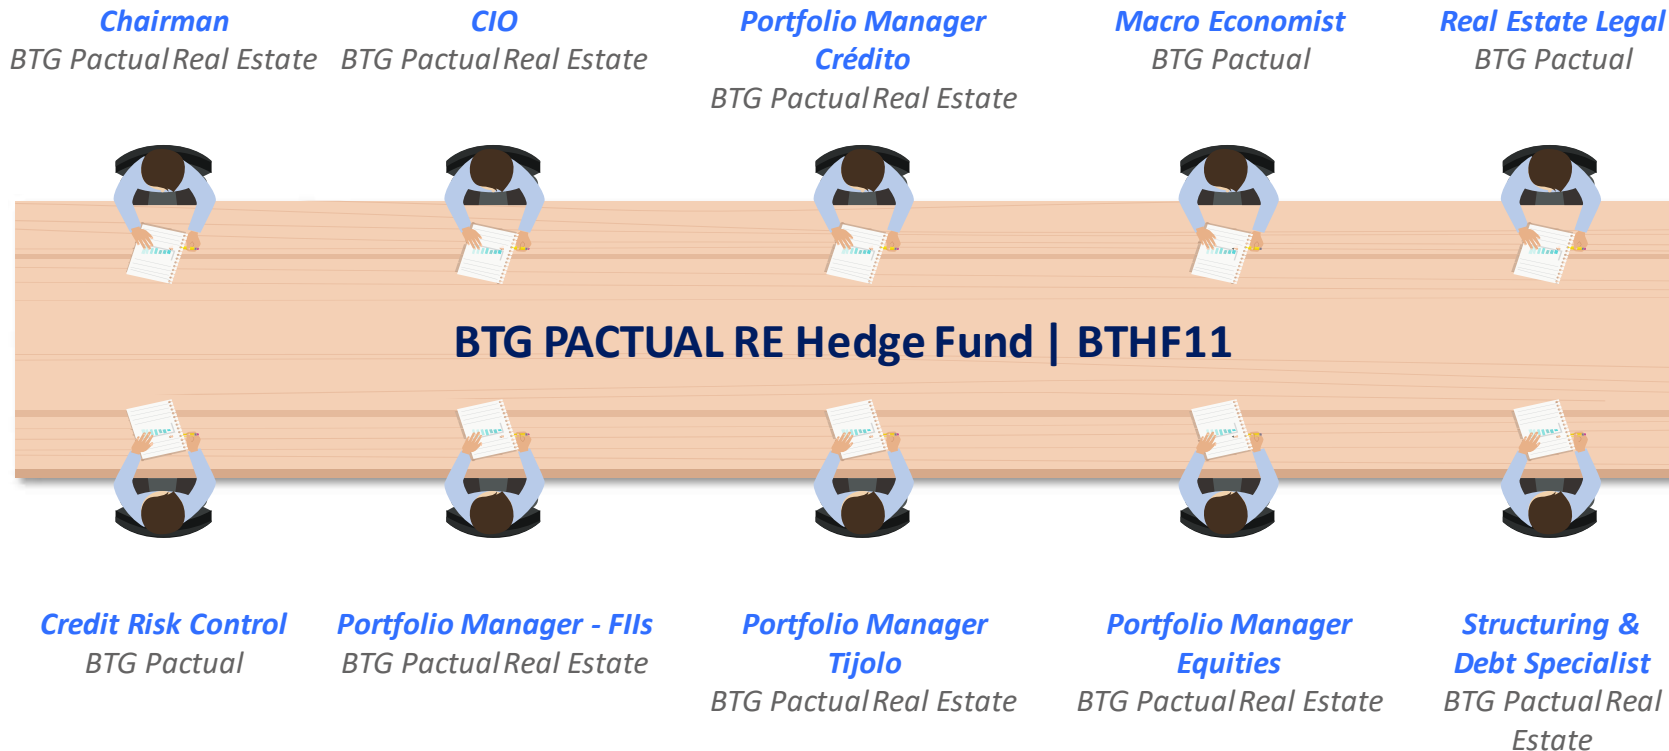 Chairman
BTG Pactual Real Estate
CIO
BTG Pactual Real Estate
Portfolio Manager
Crédito
BTG Pactual Real Estate
Macro Economist
BTG Pactual
Real Estate Legal
BTG Pactual
BTG PACTUAL RE Hedge Fund | BTHF11
Credit Risk Control
BTG Pactual
Portfolio Manager - FIIs
BTG Pactual Real Estate
Portfolio Manager
Tijolo
BTG Pactual Real Estate
Portfolio Manager
Equities
BTG Pactual Real Estate
Structuring &
Debt Specialist
BTG Pactual Real
Estate